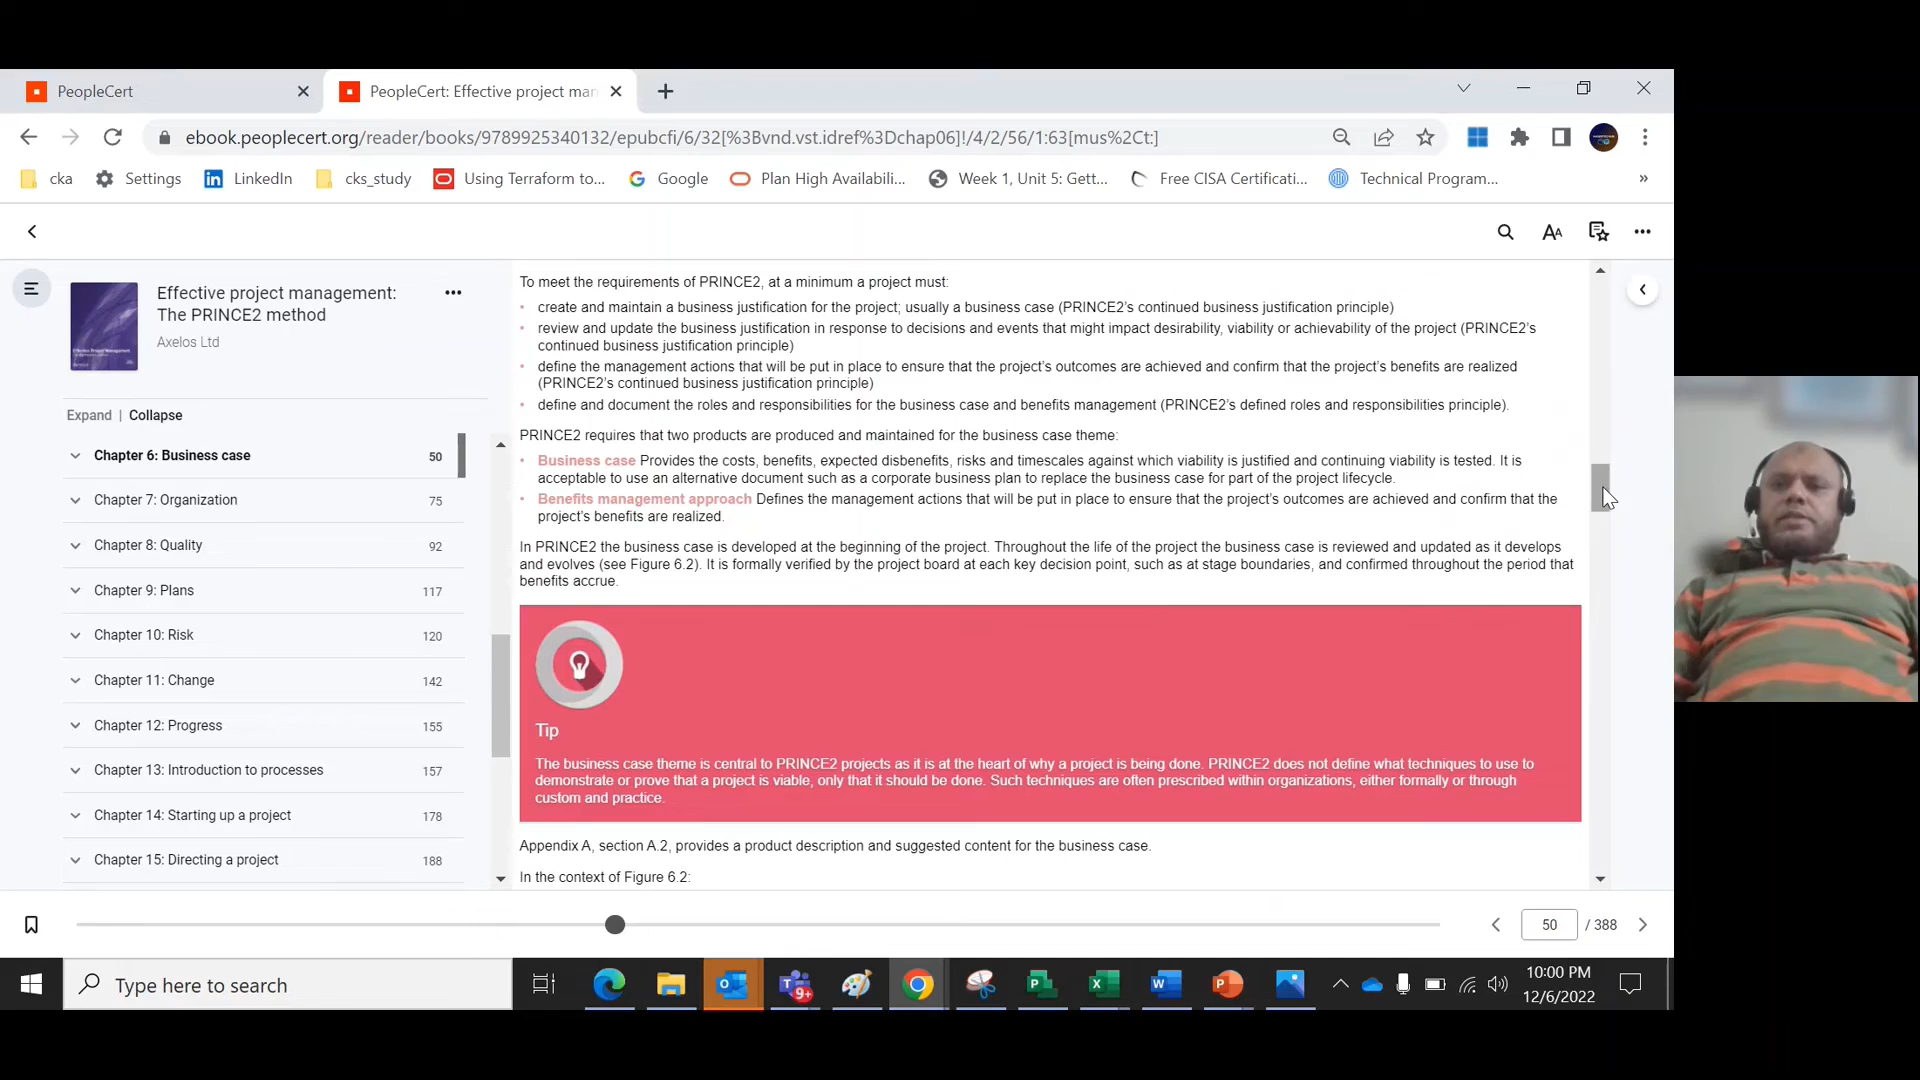 PeopleCert
PeopleCert: Effective project mar
ebook.peoplecert.org/reader/books/9789925340132/epubcfi/6/32[%3Bvnd.vst.idref%3Dchap06]!/4/2/56/1:63[mus%2Ct:]
cka
Settings
LinkedIn
cks_study
Using Terraform to...
Google
Plan High Availabili...
Week 1, Unit 5: Gett...
Free CISA Certificati...
Technical Program...
»
Effective project management:
The PRINCE2 method
Axelos Ltd
Expand | Collapse
Chapter 6: Business case 50
Chapter 7: Organization 75
Chapter 8: Quality 92
Chapter 9: Plans 117
Chapter 10: Risk 120
Chapter 11: Change 142
Chapter 12: Progress 155
Chapter 13: Introduction to processes 157
Chapter 14: Starting up a project 178
Chapter 15: Directing a project 188
To meet the requirements of PRINCE2, at a minimum a project must:
• create and maintain a business justification for the project; usually a business case (PRINCE2's continued business justification principle)
• review and update the business justification in response to decisions and events that might impact desirability, viability or achievability of the project (PRINCE2's
continued business justification principle)
• define the management actions that will be put in place to ensure that the project's outcomes are achieved and confirm that the project's benefits are realized
(PRINCE2's continued business justification principle)
• define and document the roles and responsibilities for the business case and benefits management (PRINCE2's defined roles and responsibilities principle).
PRINCE2 requires that two products are produced and maintained for the business case theme:
• Business case Provides the costs, benefits, expected disbenefits, risks and timescales against which viability is justified and continuing viability is tested. It is
acceptable to use an alternative document such as a corporate business plan to replace the business case for part of the project lifecycle.
• Benefits management approach Defines the management actions that will be put in place to ensure that the project's outcomes are achieved and confirm that the
project's benefits are realized.
In PRINCE2 the business case is developed at the beginning of the project. Throughout the life of the project the business case is reviewed and updated as it develops
and evolves (see Figure 6.2). It is formally verified by the project board at each key decision point, such as at stage boundaries, and confirmed throughout the period that
benefits accrue.
Tip
The business case theme is central to PRINCE2 projects as it is at the heart of why a project is being done. PRINCE2 does not define what techniques to use to
demonstrate or prove that a project is viable, only that it should be done. Such techniques are often prescribed within organizations, either formally or through
custom and practice.
Appendix A, section A.2, provides a product description and suggested content for the business case.
In the context of Figure 6.2:
50 / 388
Type here to search
9+
10:00 PM
12/6/2022